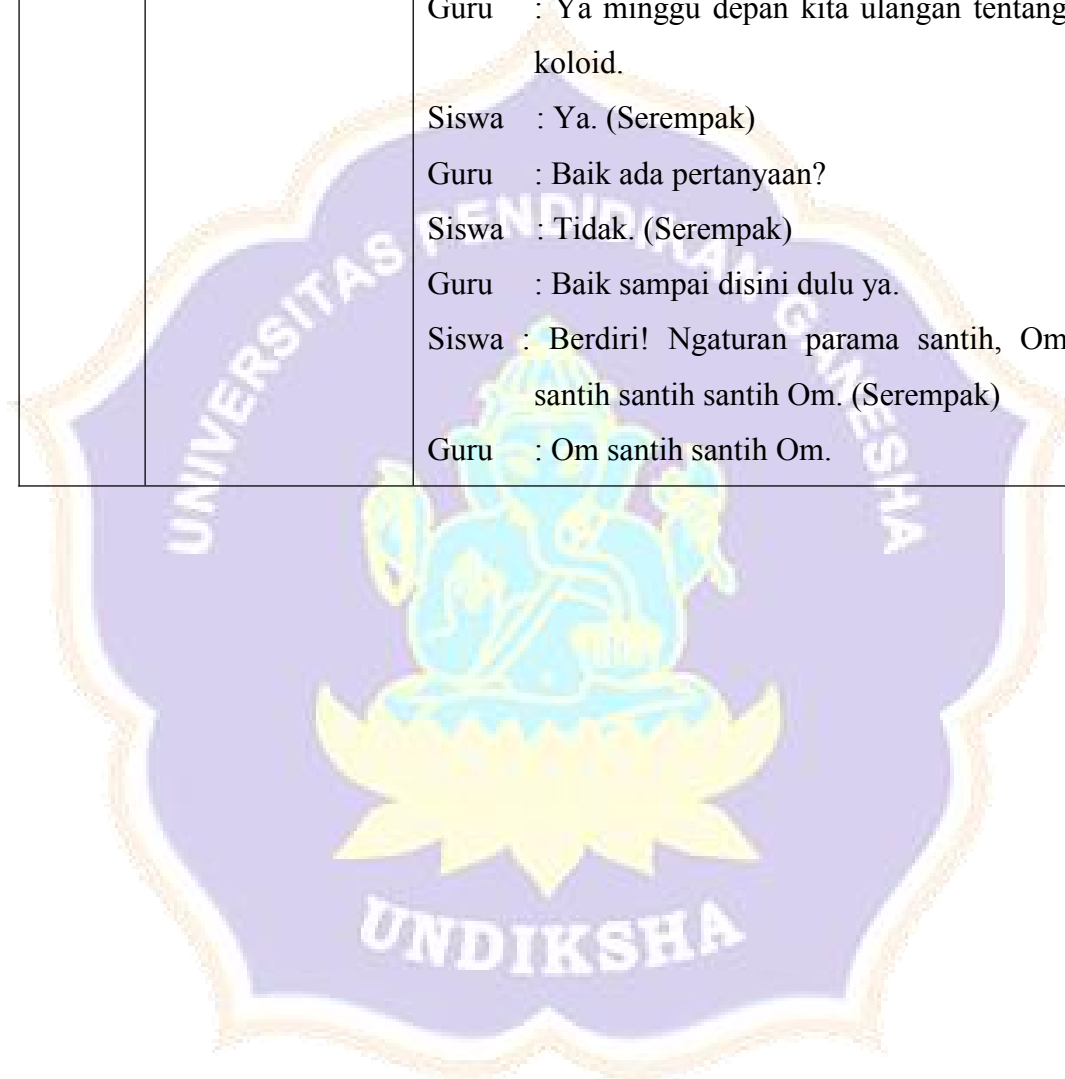 Guru : Ya minggu depan kita ulangan tentang
koloid.
Siswa : Ya. (Serempak)
Guru : Baik ada pertanyaan?
Siswa : Tidak. (Serempak)
Guru : Baik sampai disini dulu ya.
Siswa : Berdiri! Ngaturan parama santih, Om
santih santih santih Om. (Serempak)
Guru : Om santih santih Om.
UNIVERSITAS PENDIDIKAN GANESHA
UNDIKSHA